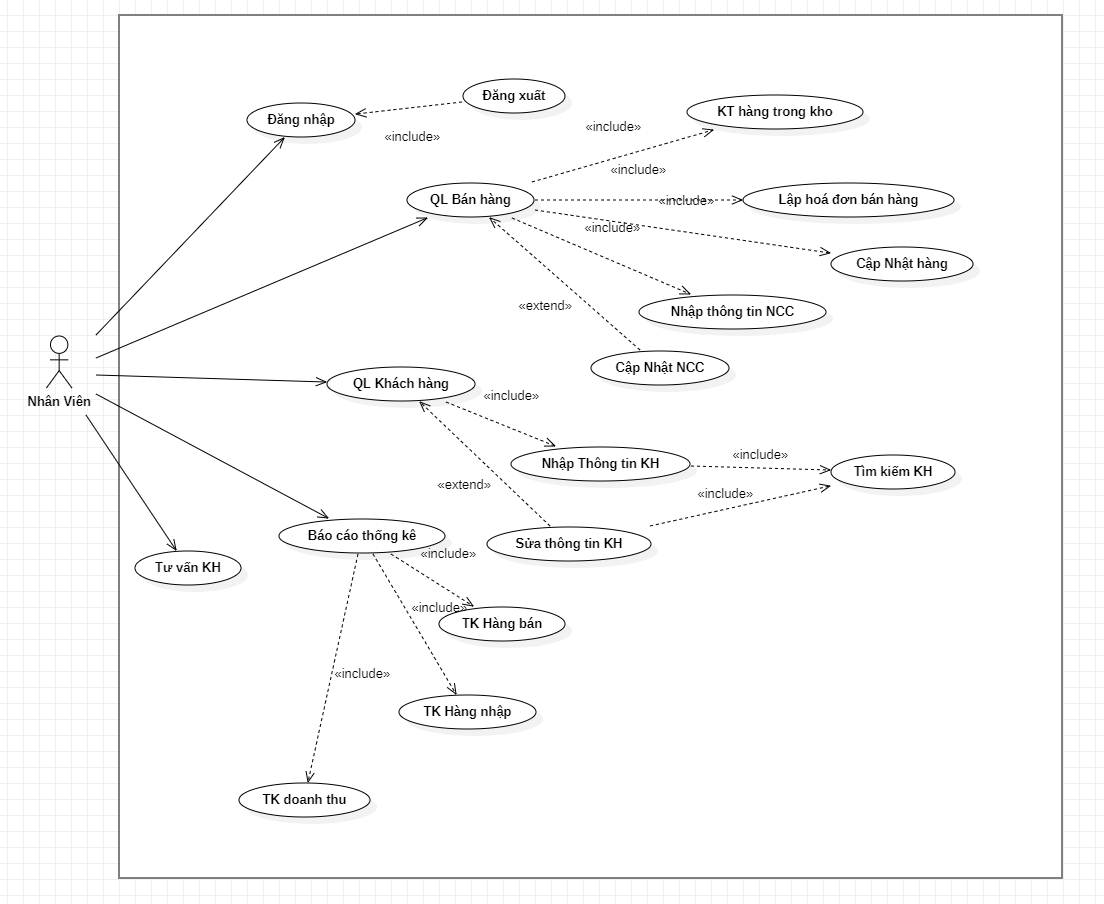 Đăng xuất
Đăng nhập
KT hàng trong kho
«include»
«include»
«include»
QL Bán hàng
«include»
Lập hoá đơn bán hàng
«include»
Cập Nhật hàng
«extend»
Nhập thông tin NCC
Cập Nhật NCC
Nhân Viên
QL Khách hàng
«include»
Nhập Thông tin KH
«include»
Tìm kiếm KH
«extend»
«include»
Báo cáo thống kê
Sửa thông tin KH
«include»
Tư vấn KH
«include»
TK Hàng bán
«include»
TK Hàng nhập
TK doanh thu